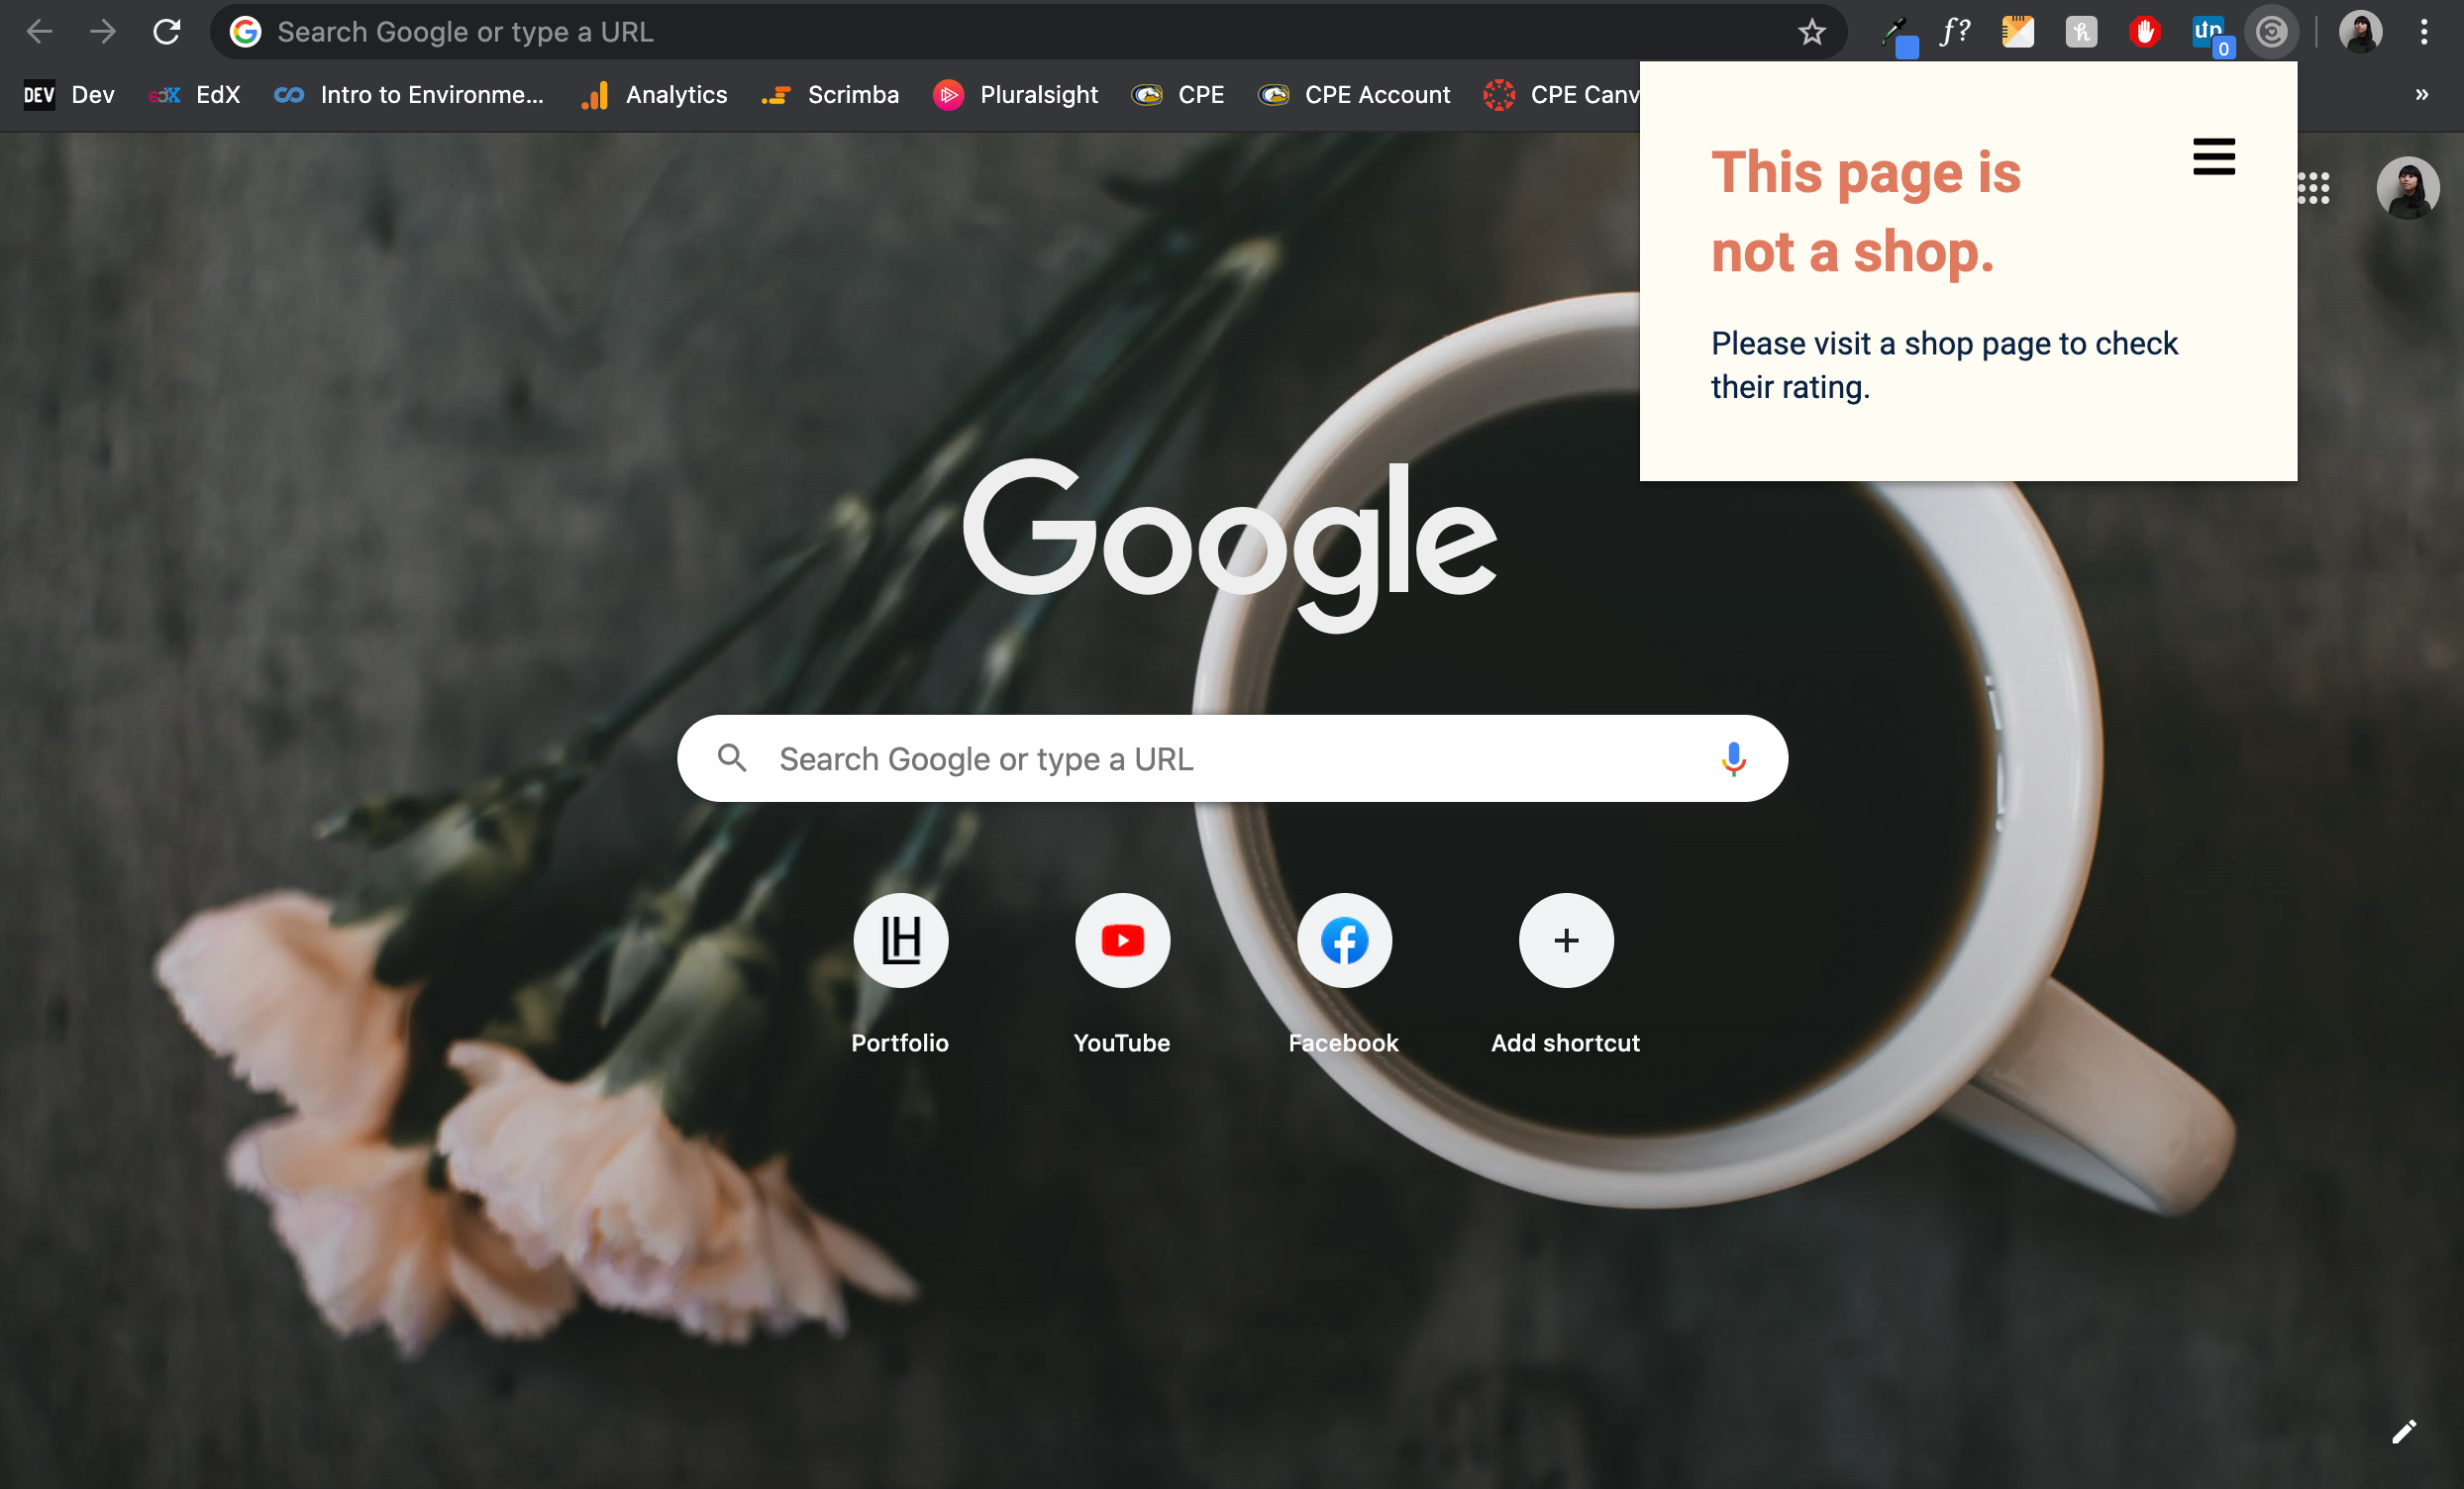 Search Google or type a URL
f?
up
0
DEV Dev
edX EdX
Intro to Environme...
Analytics
Scrimba
Pluralsight
CPE
CPE Account
CPE Canv
»
This page is
not a shop.
Please visit a shop page to check
their rating.
Google
Search Google or type a URL
LH
Portfolio
YouTube
Facebook
Add shortcut